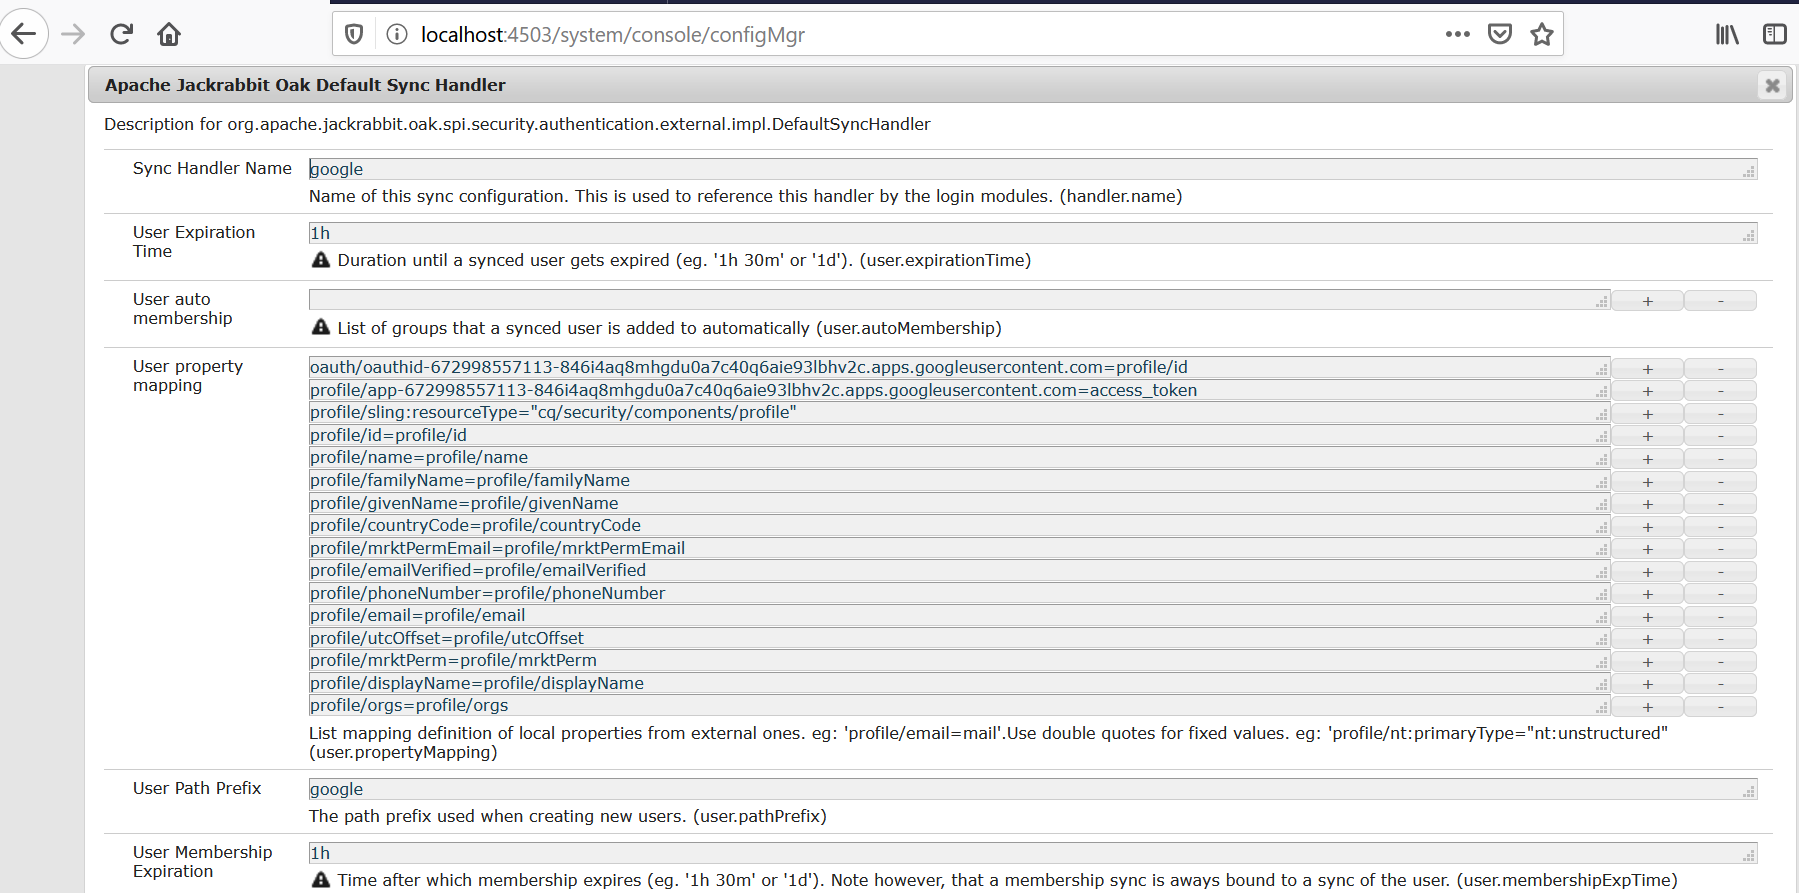 localhost:4503/system/console/configMgr
Apache Jackrabbit Oak Default Sync Handler
Description for org.apache.jackrabbit.oak.spi.security.authentication.external.impl.DefaultSyncHandler
Sync Handler Name
google
Name of this sync configuration. This is used to reference this handler by the login modules. (handler.name)
User Expiration
Time
1h
Duration until a synced user gets expired (eg. '1h 30m' or '1d'). (user.expirationTime)
User auto
membership
+ -
List of groups that a synced user is added to automatically (user.autoMembership)
User property
mapping
oauth/oauthid-672998557113-846i4aq8mhgdu0a7c40q6aie93lbhv2c.apps.googleusercontent.com=profile/id + -
profile/app-672998557113-846i4aq8mhgdu0a7c40q6aie93lbhv2c.apps.googleusercontent.com=access_token + -
profile/sling:resourceType="cq/security/components/profile" + -
profile/id=profile/id + -
profile/name=profile/name + -
profile/familyName=profile/familyName + -
profile/givenName=profile/givenName + -
profile/countryCode=profile/countryCode + -
profile/mrktPermEmail=profile/mrktPermEmail + -
profile/emailVerified=profile/emailVerified + -
profile/phoneNumber=profile/phoneNumber + -
profile/email=profile/email + -
profile/utcOffset=profile/utcOffset + -
profile/mrktPerm=profile/mrktPerm + -
profile/displayName=profile/displayName + -
profile/orgs=profile/orgs + -
List mapping definition of local properties from external ones. eg: 'profile/email=mail'.Use double quotes for fixed values. eg: 'profile/nt:primaryType="nt:unstructured"
(user.propertyMapping)
User Path Prefix
google
The path prefix used when creating new users. (user.pathPrefix)
User Membership
Expiration
1h
Time after which membership expires (eg. '1h 30m' or '1d'). Note however, that a membership sync is aways bound to a sync of the user. (user.membershipExpTime)